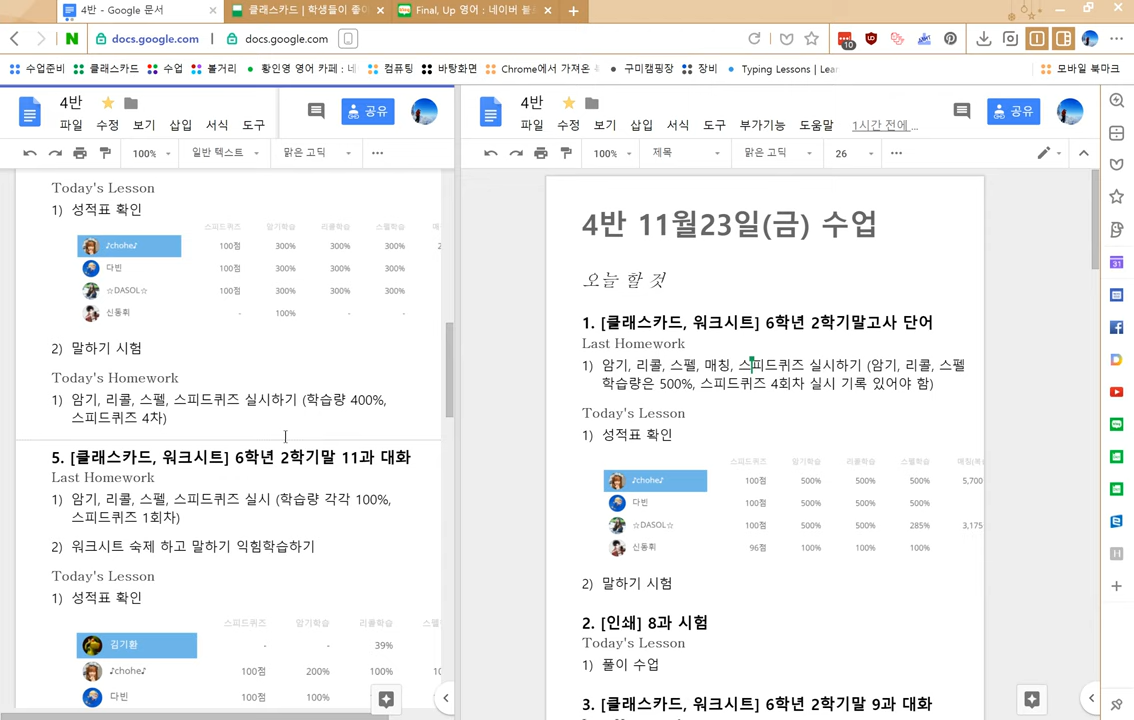 4반 - Google 문서
클래스카드 | 학생들이 좋아
Final, Up 영어 : 네이버 블
docs.google.com
docs.google.com
10
수업준비
클래스카드
수업
볼거리
황인영 영어 카페 : 네
컴퓨팅
바탕화면
Chrome에서 가져온
구미캠핑장
장비
Typing Lessons | Lear
모바일 북마크
4반
공유
파일 수정 보기 삽입 서식 도구
100% 일반 텍스트 맑은 고딕
Today's Lesson
1) 성적표 확인
스피드퀴즈 암기학습 리콜학습 스펠학습
♪chohe♪ 100점 300% 300% 300%
다빈 100점 300% 300% 300%
☆DASOL☆ 100점 300% 300% 300%
신동휘 - 100% - -
2) 말하기 시험
Today's Homework
1) 암기, 리콜, 스펠, 스피드퀴즈 실시하기 (학습량 400%,
스피드퀴즈 4차)
5. [클래스카드, 워크시트] 6학년 2학기말 11과 대화
Last Homework
1) 암기, 리콜, 스펠, 스피드퀴즈 실시 (학습량 각각 100%,
스피드퀴즈 1회차)
2) 워크시트 숙제 하고 말하기 익힘학습하기
Today's Lesson
1) 성적표 확인
스피드퀴즈 암기학습 리콜학습 스펠
김기환 - - 39%
♪chohe♪ 100점 200% 100% 10
다빈 100점 100%
4반
공유
파일 수정 보기 삽입 서식 도구 부가기능 도움말 1시간 전에 ...
100% 제목 맑은 고딕 26
4반 11월23일(금) 수업
오늘 할 것
1. [클래스카드, 워크시트] 6학년 2학기말고사 단어
Last Homework
1) 암기, 리콜, 스펠, 매칭, 스피드퀴즈 실시하기 (암기, 리콜, 스펠
학습량은 500%, 스피드퀴즈 4회차 실시 기록 있어야 함)
Today's Lesson
1) 성적표 확인
스피드퀴즈 암기학습 리콜학습 스펠학습 매칭(최
♪chohe♪ 100점 500% 500% 500% 5,700
다빈 100점 500% 500% 500%
☆DASOL☆ 100점 500% 500% 285% 3,175
신동휘 96점 100% 100% 100%
2) 말하기 시험
2. [인쇄] 8과 시험
Today's Lesson
1) 풀이 수업
3. [클래스카드, 워크시트] 6학년 2학기말 9과 대화
31